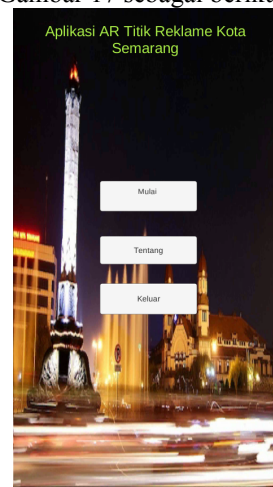 Gambar 17 sebagai berikut
Aplikasi AR Titik Reklame Kota
Semarang
Mulai
Tentang
Keluar